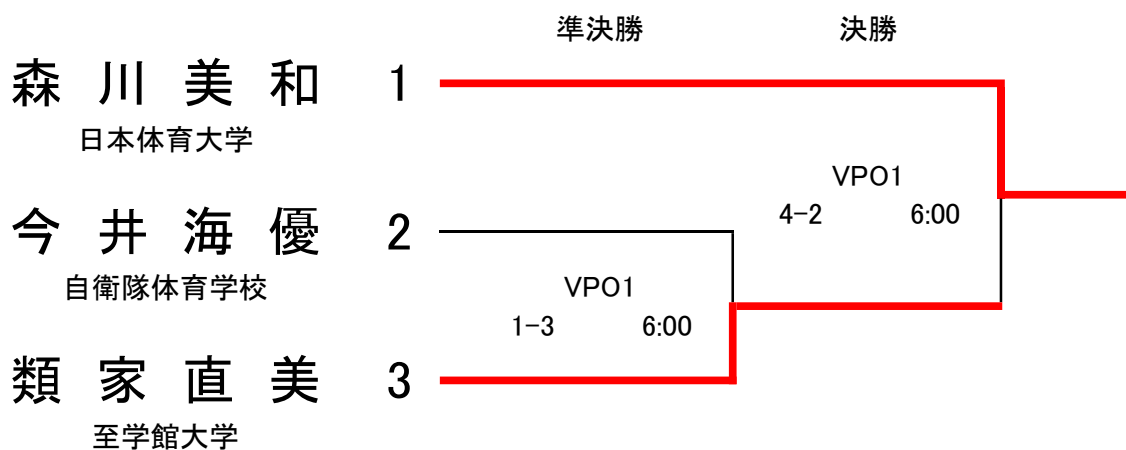 準決勝 決勝
森川美和 1
日本体育大学
VPO1
4-2 6:00
今井海優 2
自衛隊体育学校
VPO1
1-3 6:00
類家直美 3
至学館大学